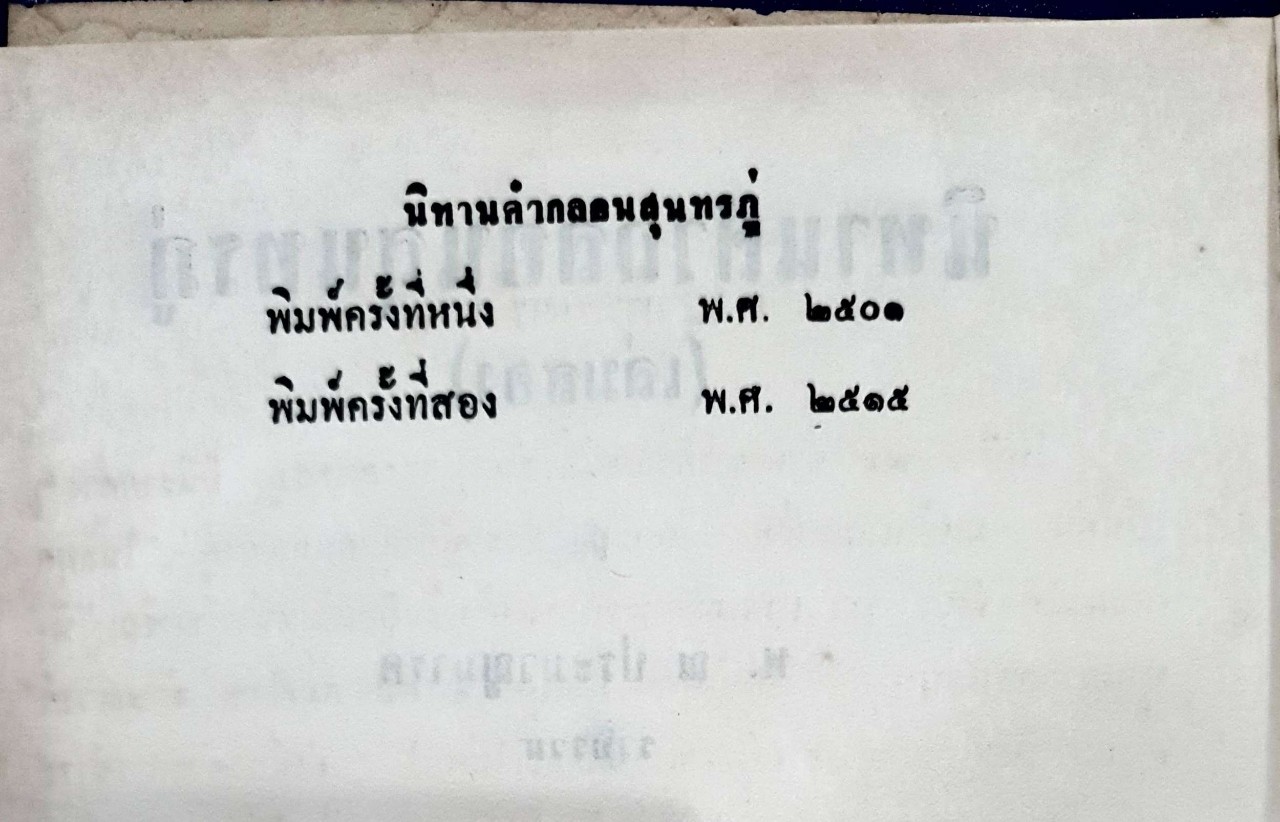 นิทานคำกลอนสุนทรภู่
พิมพ์ครั้งที่หนึ่ง พ.ศ. ๒๕๐๑
พิมพ์ครั้งที่สอง พ.ศ. ๒๕๑๕